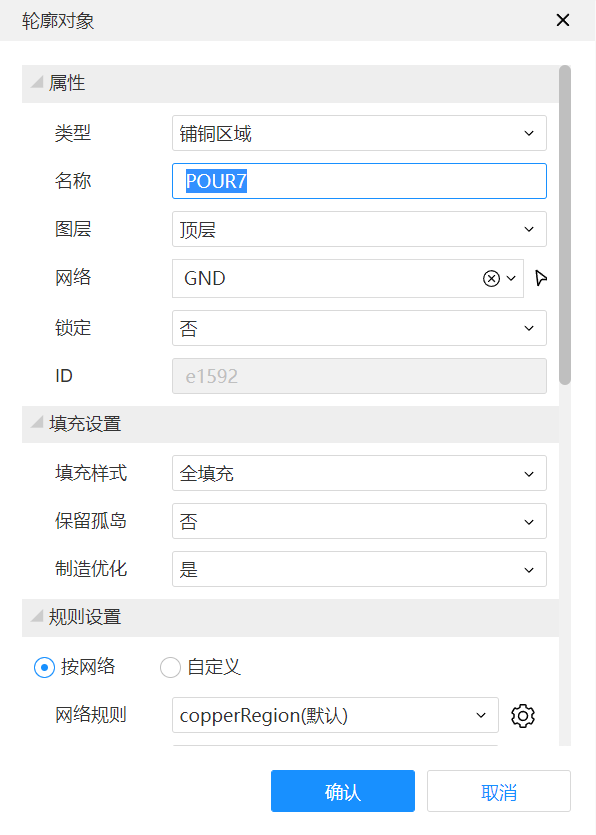 轮廓对象
属性
类型 铺铜区域
名称 POUR7
图层 顶层
网络 GND
锁定 否
ID e1592
填充设置
填充样式 全填充
保留孤岛 否
制造优化 是
规则设置
按网络 自定义
网络规则 copperRegion(默认)
确认 取消